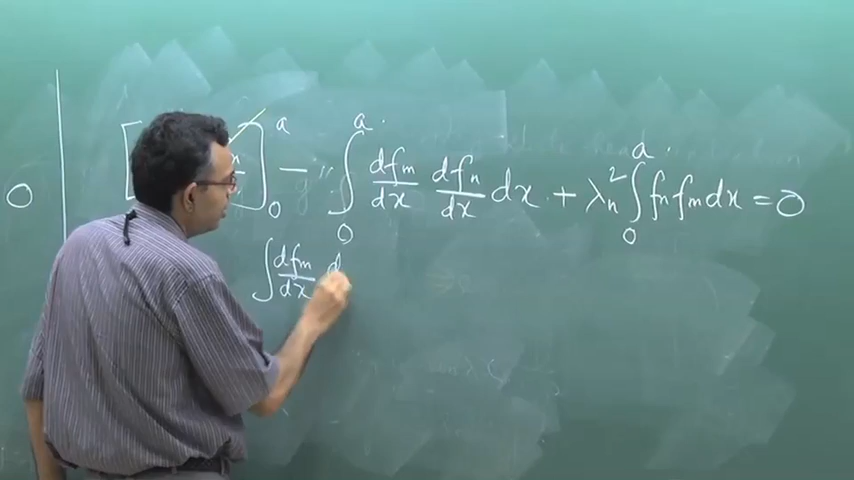 0 [ ]₀ᵃ − ∫₀ᵃ dfₘ/dx dfₙ/dx dx + λₙ² ∫₀ᵃ fₙ fₘ dx = 0
∫ dfₘ/dx d